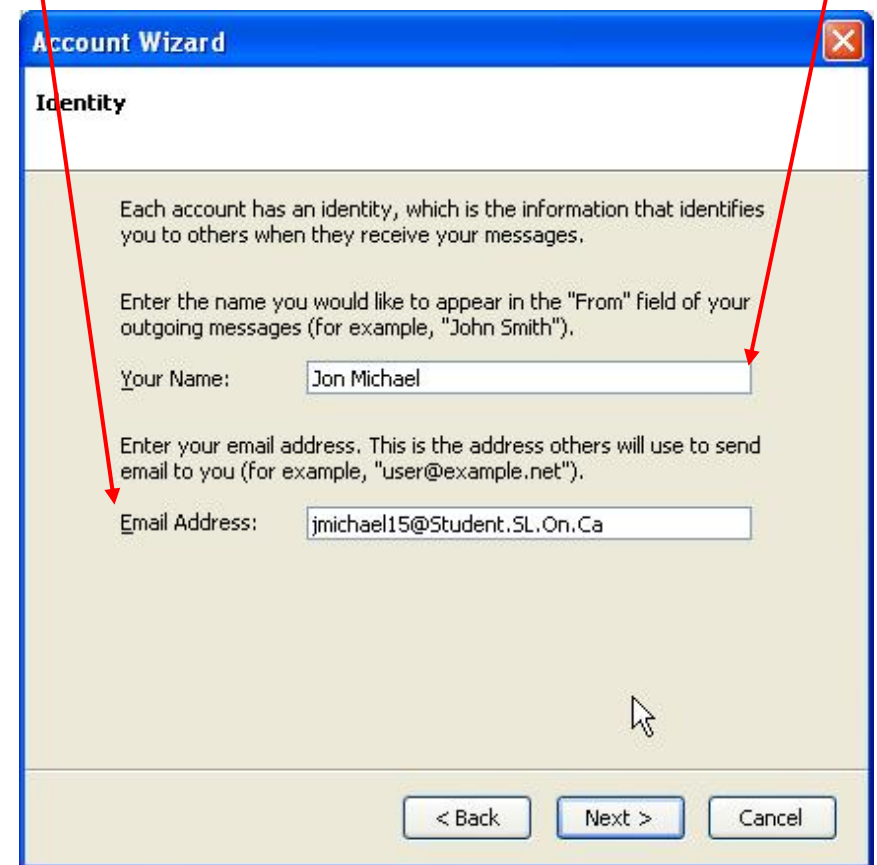 Account Wizard
Identity
Each account has an identity, which is the information that identifies
you to others when they receive your messages.
Enter the name you would like to appear in the "From" field of your
outgoing messages (for example, "John Smith").
Your Name: Jon Michael
Enter your email address. This is the address others will use to send
email to you (for example, "user@example.net").
Email Address: jmichael15@Student.SL.On.Ca
< Back Next > Cancel